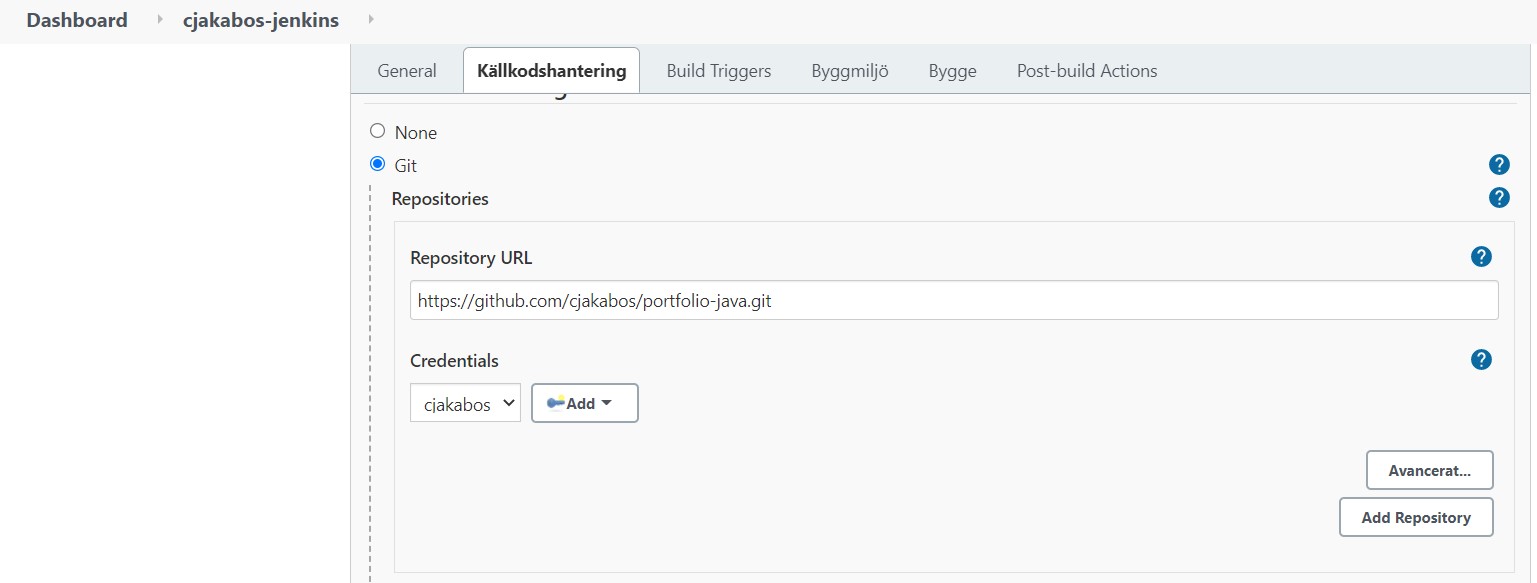 Dashboard cjakabos-jenkins
General Källkodshantering Build Triggers Byggmiljö Bygge Post-build Actions
None
Git
Repositories
Repository URL
https://github.com/cjakabos/portfolio-java.git
Credentials
cjakabos Add
Avancerat...
Add Repository